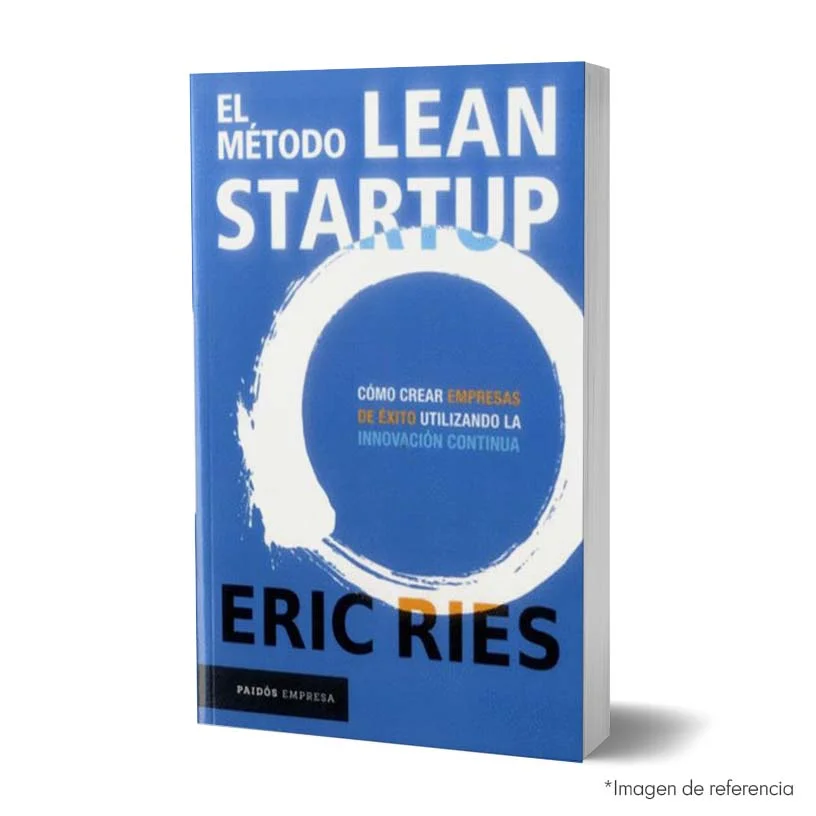 EL
MÉTODO LEAN
STARTUP
CÓMO CREAR EMPRESAS
DE ÉXITO UTILIZANDO LA
INNOVACIÓN CONTINUA
ERIC RIES
PAIDÓS EMPRESA
*Imagen de referencia